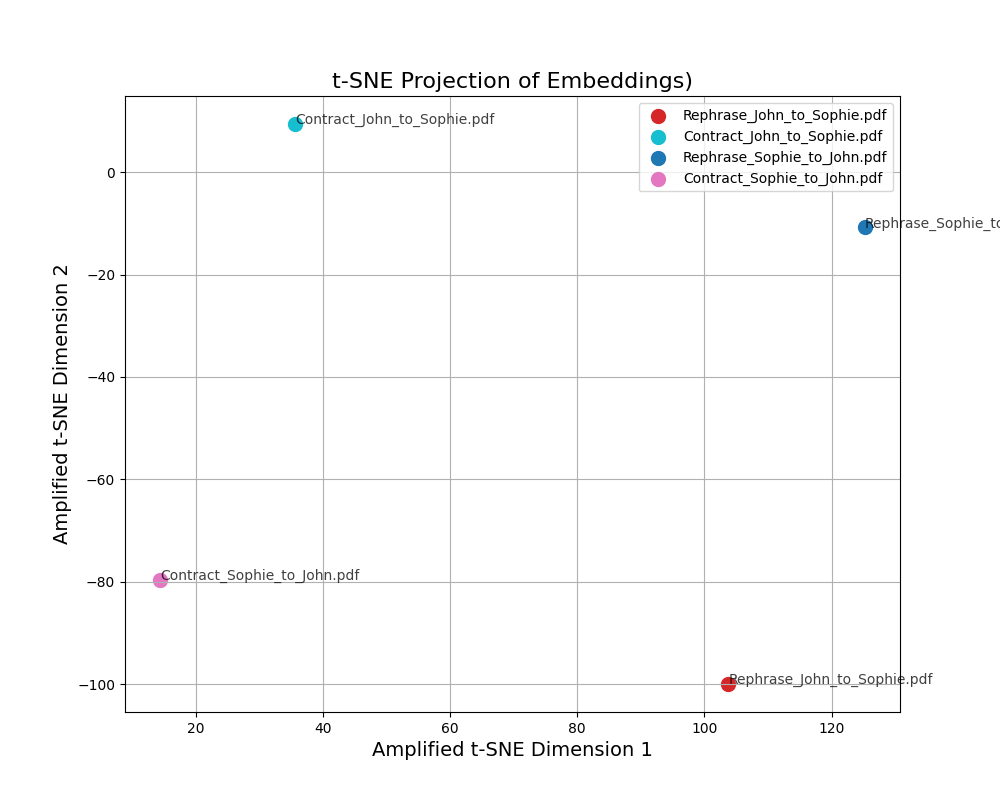 t-SNE Projection of Embeddings)
Contract_John_to_Sophie.pdf
Rephrase_John_to_Sophie.pdf
Contract_John_to_Sophie.pdf
Rephrase_Sophie_to_John.pdf
Contract_Sophie_to_John.pdf
Rephrase_Sophie_to
Contract_Sophie_to_John.pdf
Rephrase_John_to_Sophie.pdf
0
−20
−40
−60
−80
−100
Amplified t-SNE Dimension 2
20 40 60 80 100 120
Amplified t-SNE Dimension 1